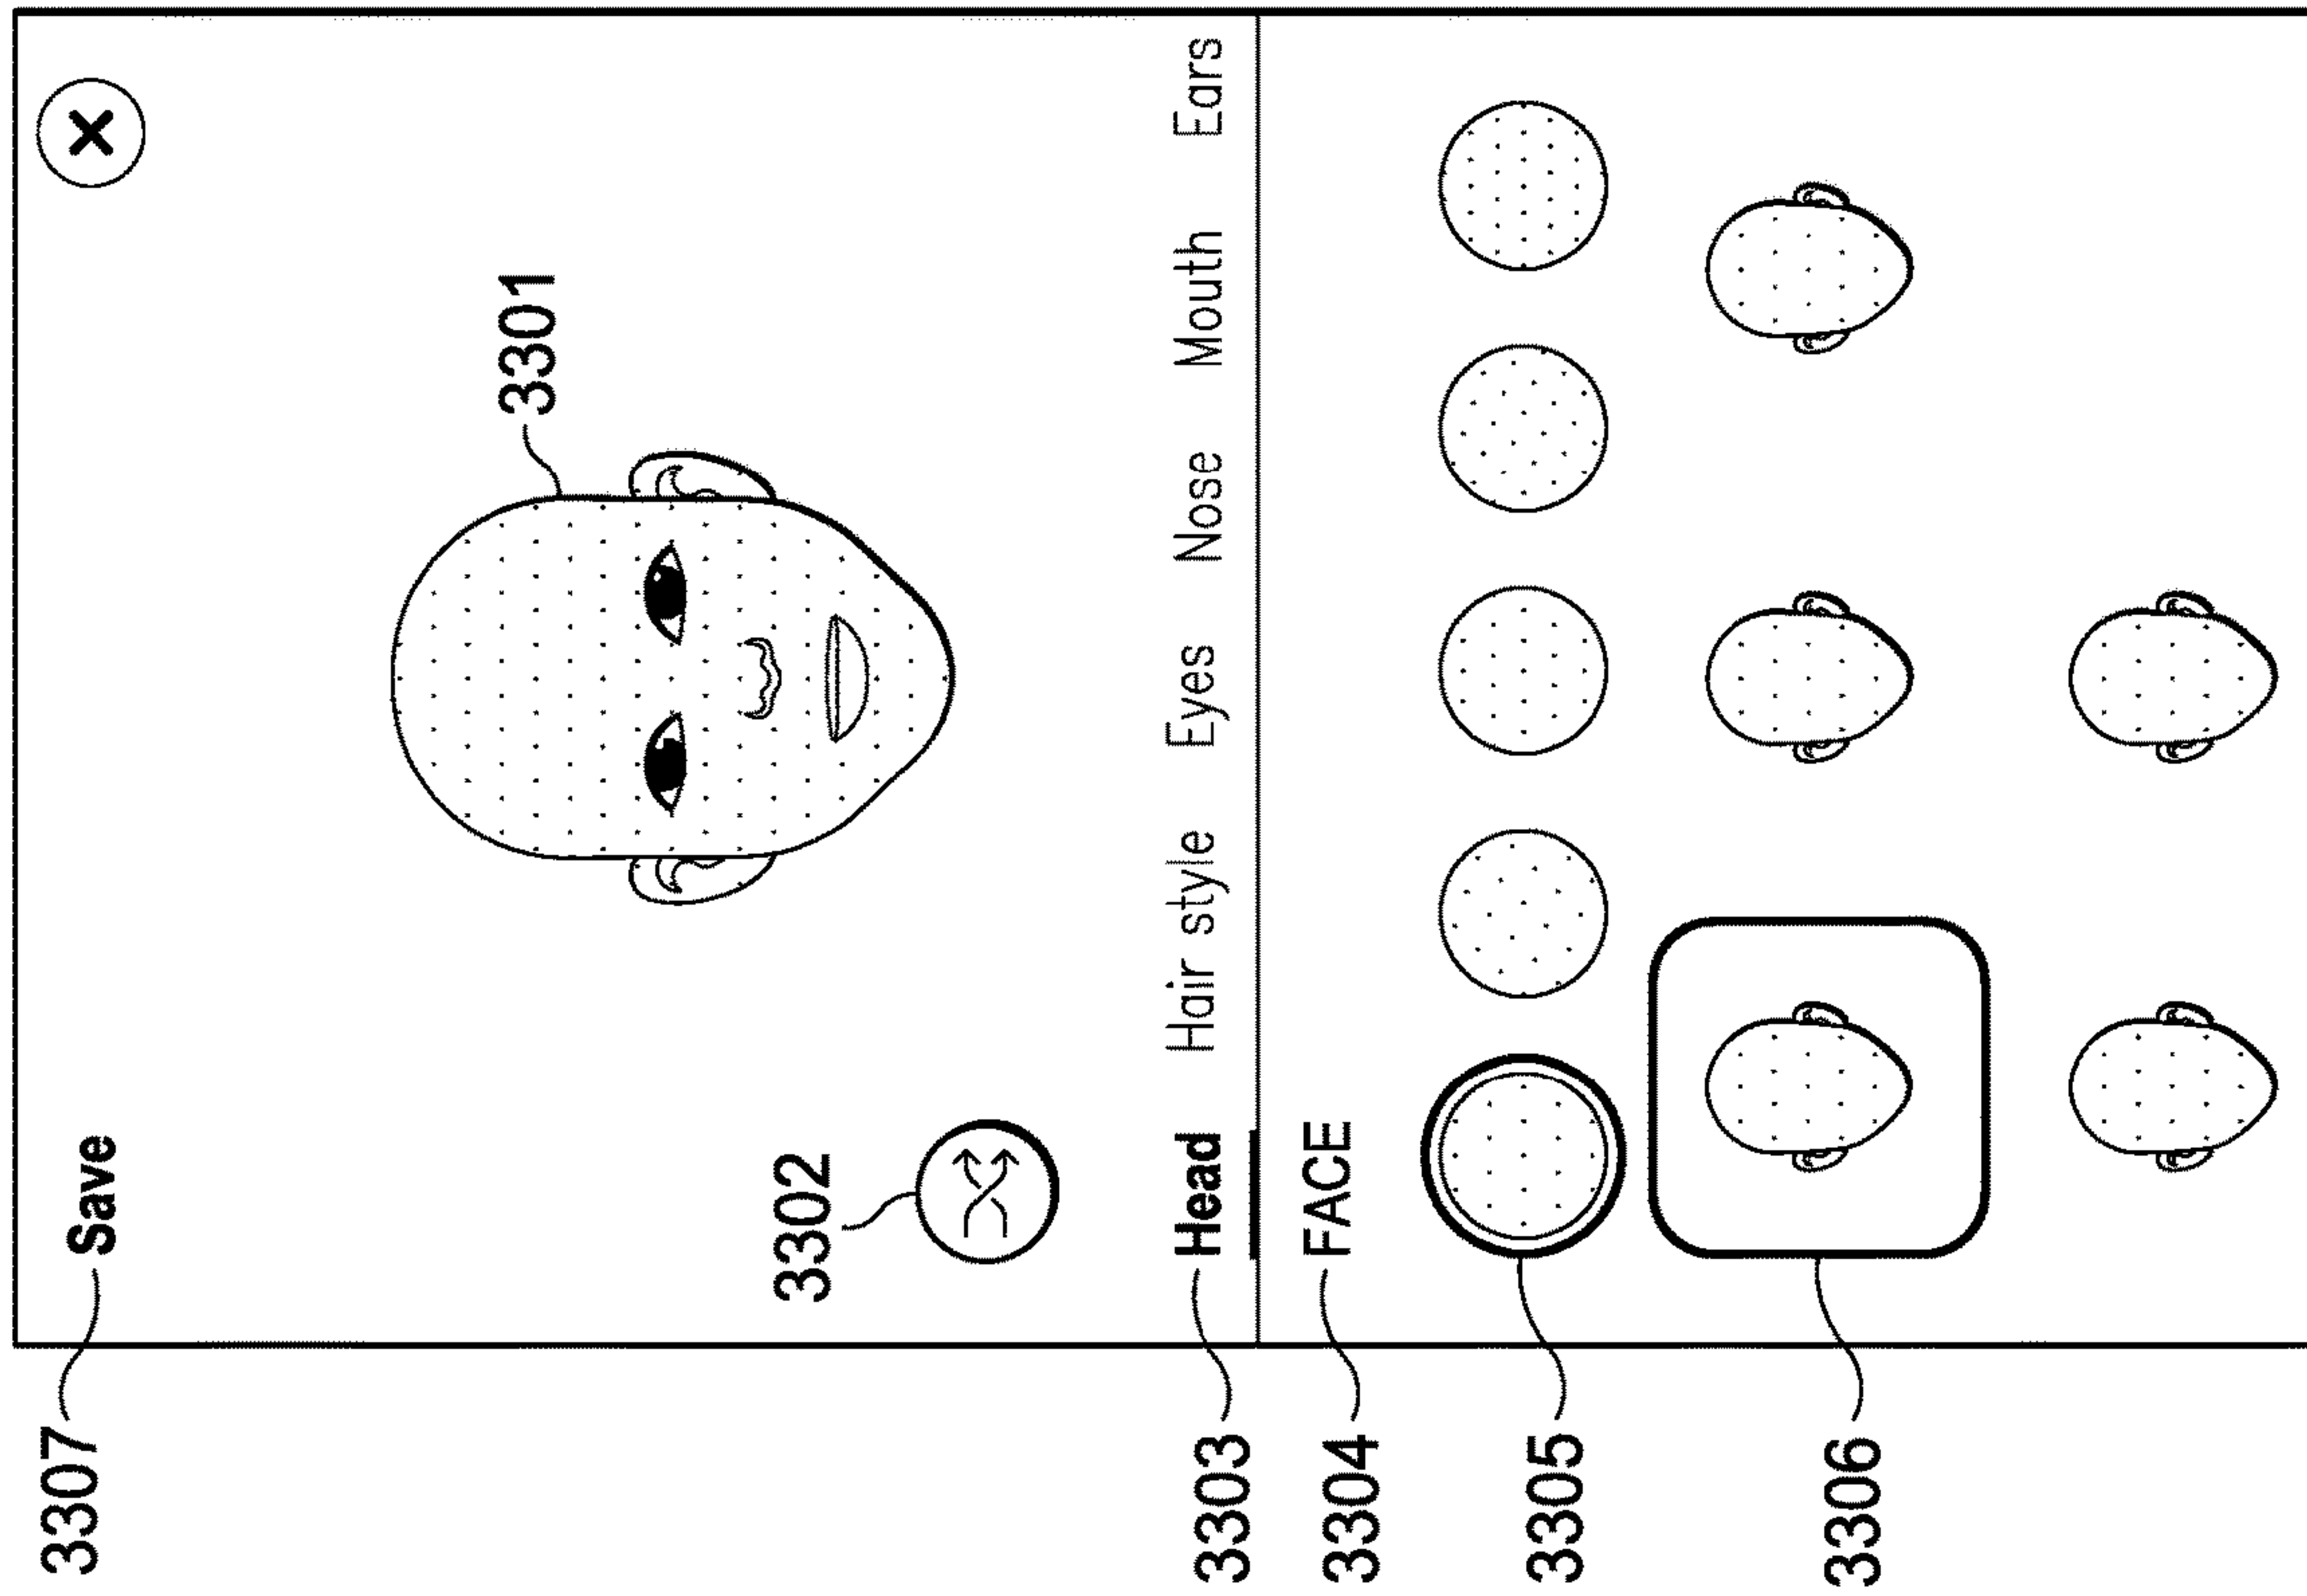 3307 Save
3301
3302
3303 Head Hair style Eyes Nose Mouth Ears
3304 FACE
3305
3306